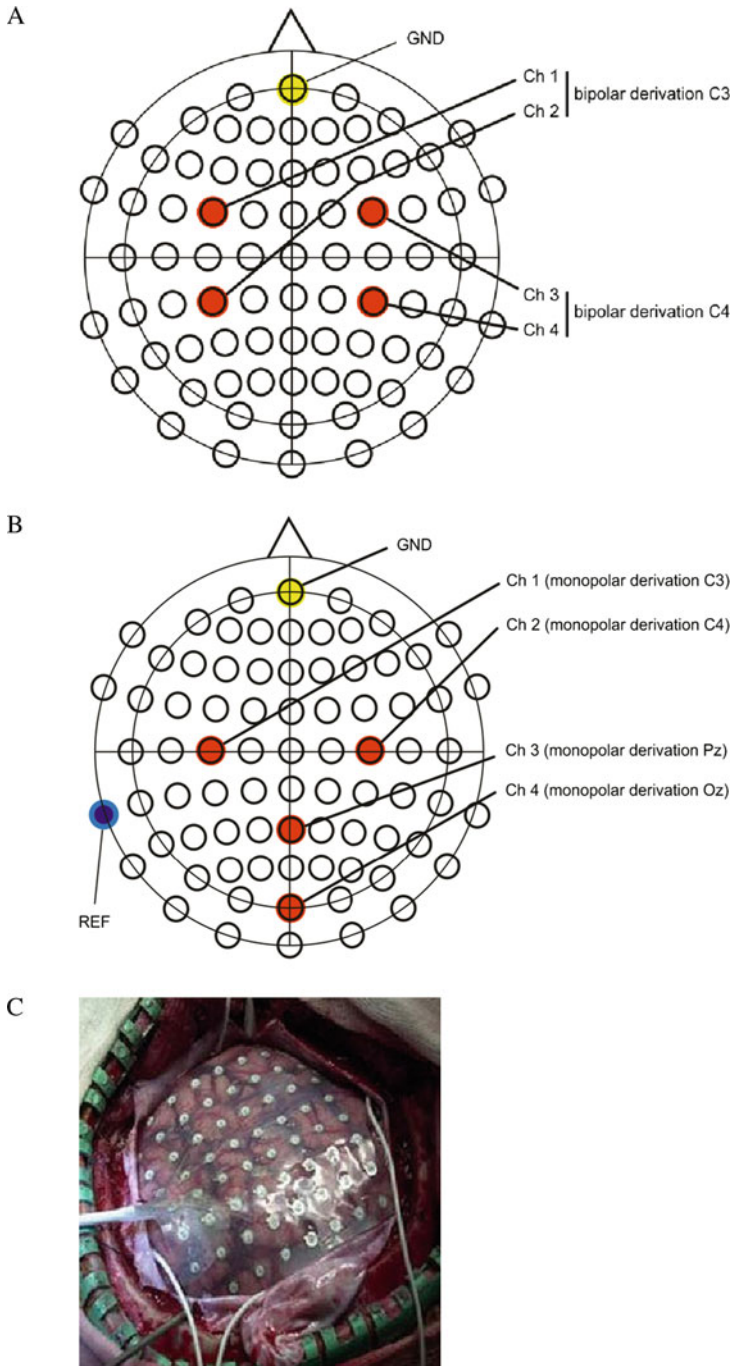 A
GND
Ch 1
bipolar derivation C3
Ch 2
Ch 3
bipolar derivation C4
Ch 4
B
GND
Ch 1 (monopolar derivation C3)
Ch 2 (monopolar derivation C4)
Ch 3 (monopolar derivation Pz)
Ch 4 (monopolar derivation Oz)
REF
C